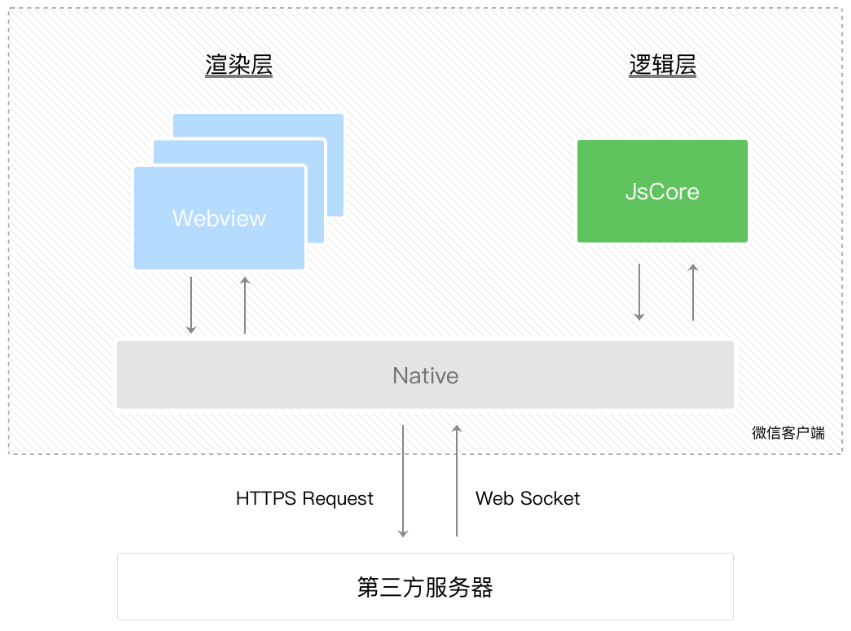 渲染层
逻辑层
Webview
JsCore
Native
微信客户端
HTTPS Request
Web Socket
第三方服务器